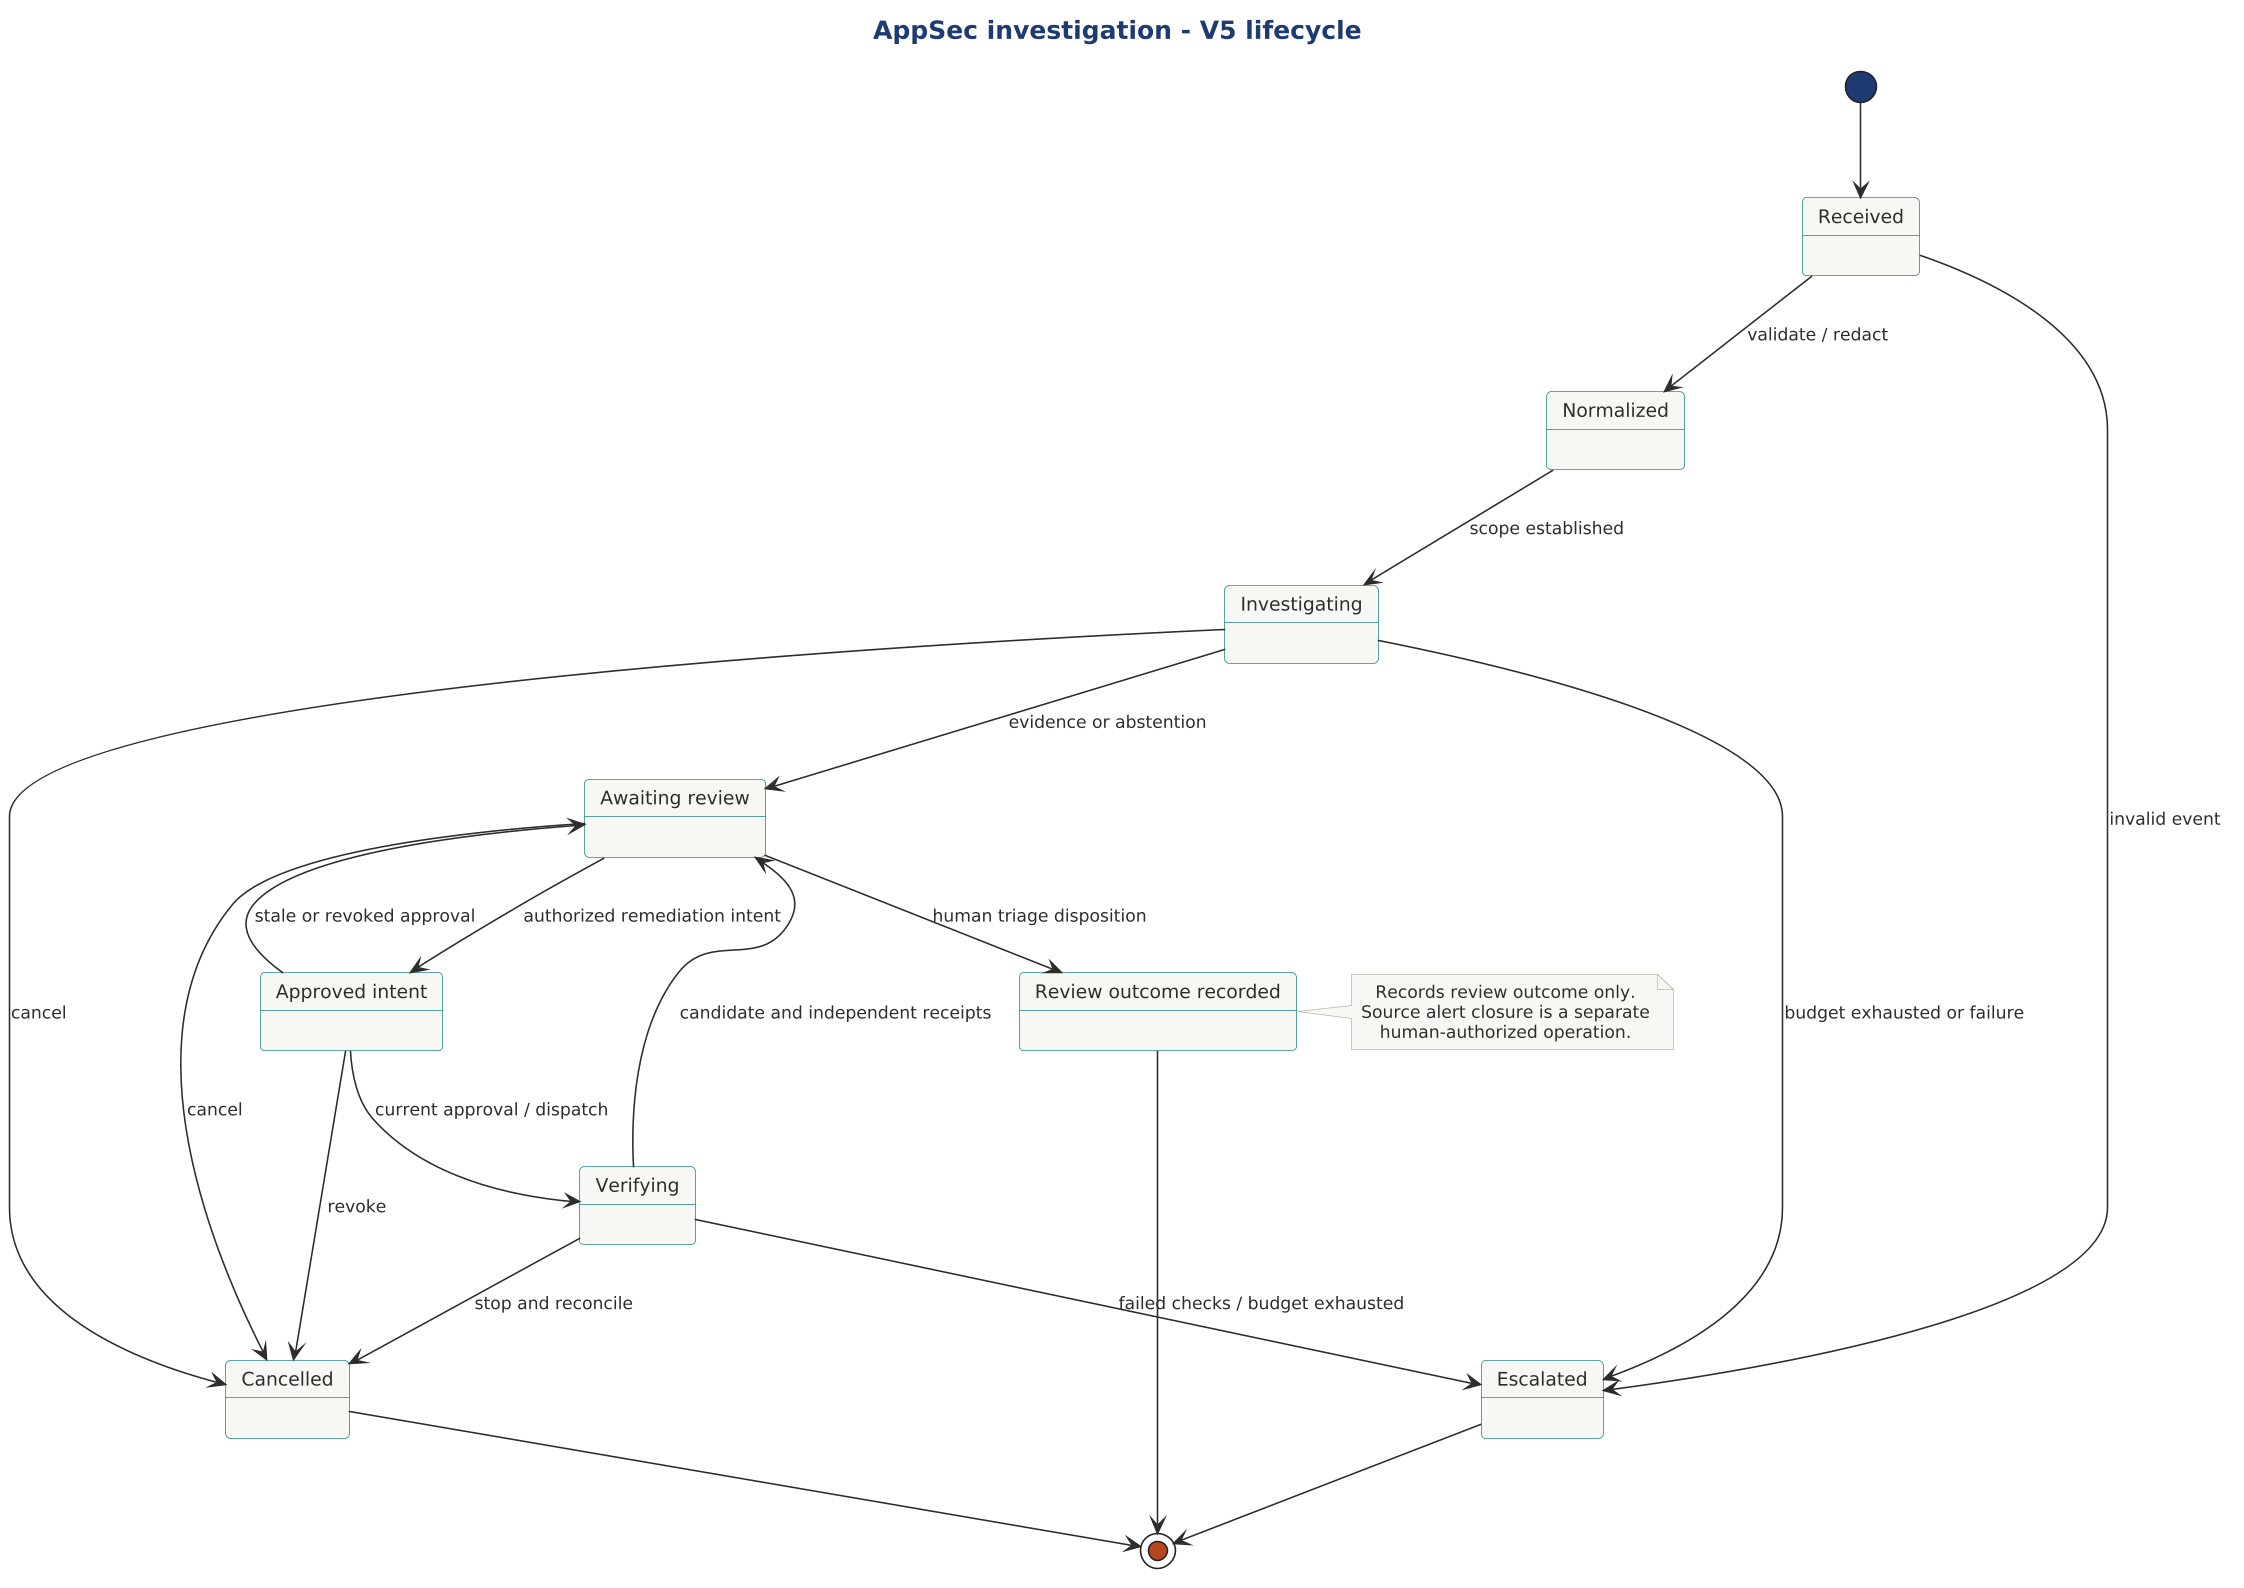 AppSec investigation - V5 lifecycle
Received
validate / redact
Normalized
scope established
Investigating
evidence or abstention
Awaiting review
invalid event
stale or revoked approval
authorized remediation intent
human triage disposition
Approved intent
Review outcome recorded
Records review outcome only.
Source alert closure is a separate
human-authorized operation.
cancel
candidate and independent receipts
budget exhausted or failure
cancel
current approval / dispatch
Verifying
revoke
stop and reconcile
failed checks / budget exhausted
Cancelled
Escalated